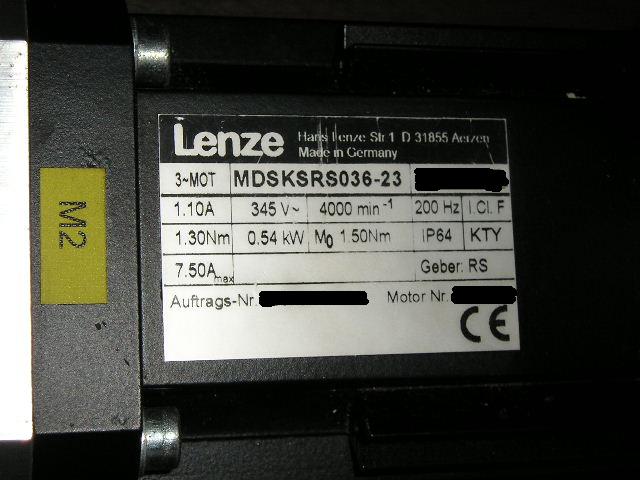 Lenze Hans Lenze Str 1 D 31855 Aerzen
Made in Germany
3~MOT MDSKSRS036-23
1.10A 345 V~ 4000 min⁻¹ 200 Hz I.Cl. F
1.30Nm 0.54 kW M₀ 1.50Nm IP64 KTY
7.50Amax Geber: RS
Auftrags-Nr. Motor Nr.
CE
M2